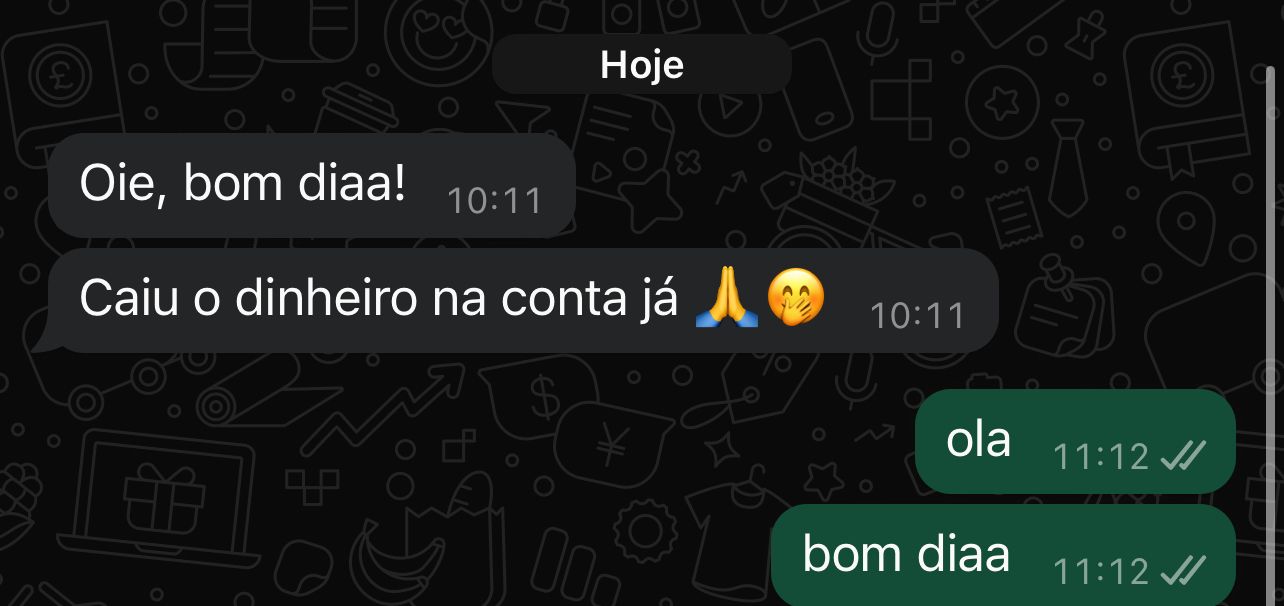 Hoje
Oie, bom diaa! 10:11
Caiu o dinheiro na conta já 🙏🤭 10:11
ola 11:12
bom diaa 11:12